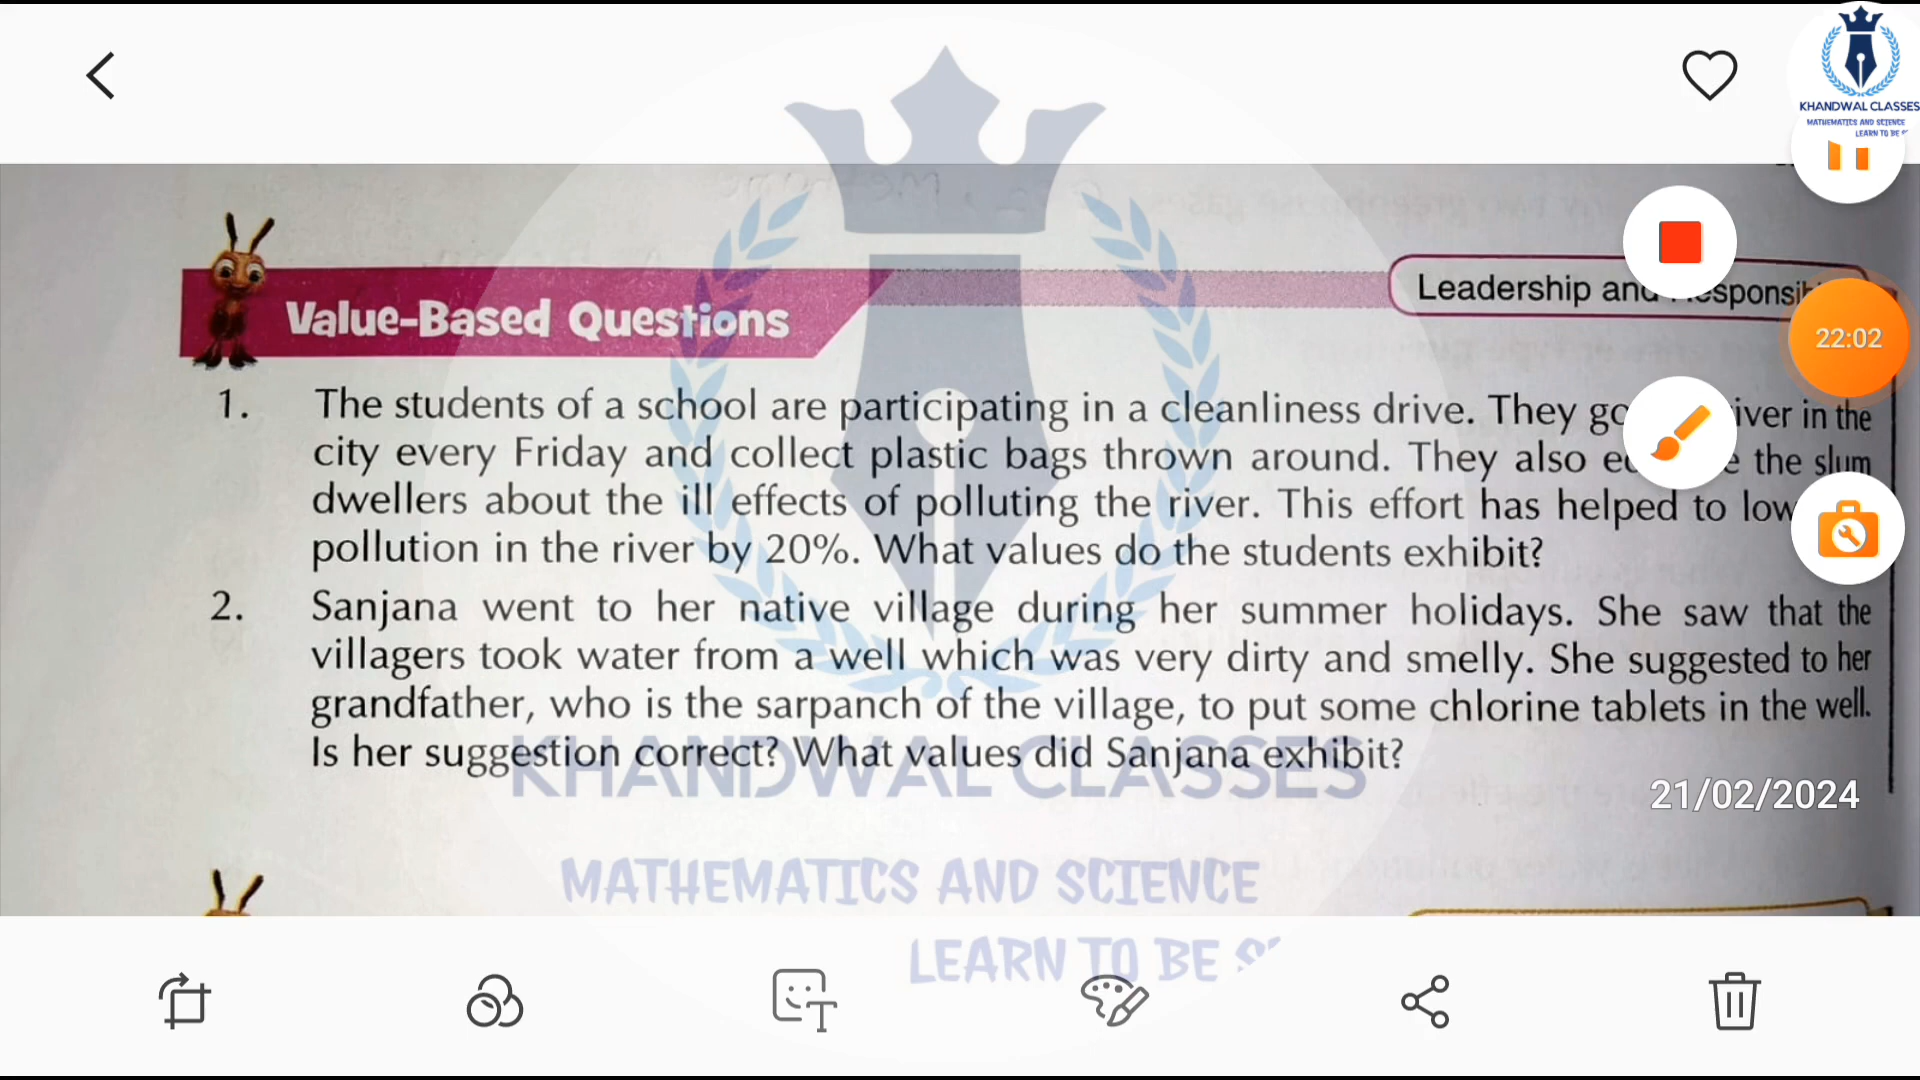 KHANDWAL CLASSES
MATHEMATICS AND SCIENCE
LEARN TO BE
Value-Based Questions
Leadership and
22:02
1. The students of a school are participating in a cleanliness drive. They go in the
city every Friday and collect plastic bags thrown around. They also the slum
dwellers about the ill effects of polluting the river. This effort has helped to
pollution in the river by 20%. What values do the students exhibit?
2. Sanjana went to her native village during her summer holidays. She saw that the
villagers took water from a well which was very dirty and smelly. She suggested to her
grandfather, who is the sarpanch of the village, to put some chlorine tablets in the well.
Is her suggestion correct? What values did Sanjana exhibit?
KHANDWAL CLASSES
21/02/2024
MATHEMATICS AND SCIENCE
LEARN TO BE